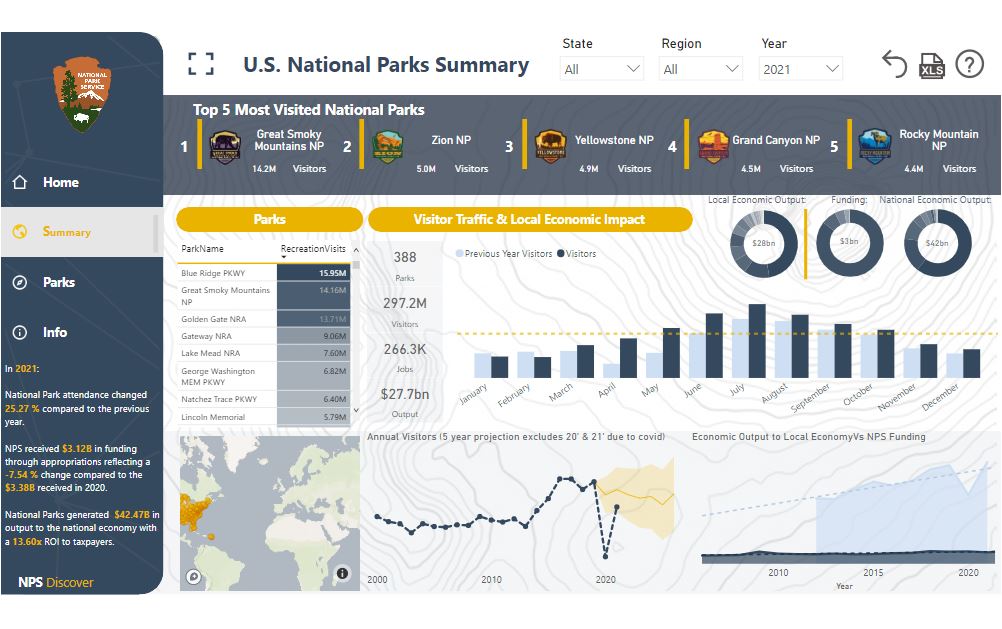 NATIONAL
PARK
SERVICE
Home
Summary
Parks
Info
In 2021:
National Park attendance changed
25.27 % compared to the previous
year.
NPS received $3.12B in funding
through appropriations reflecting a
-7.54 % change compared to the
$3.38B received in 2020.
National Parks generated $42.47B in
output to the national economy with
a 13.60x ROI to taxpayers.
NPS Discover
U.S. National Parks Summary
State
All
Region
All
Year
2021
XLS
?
Top 5 Most Visited National Parks
1
Great Smoky
Mountains NP
14.2M Visitors
2
Zion NP
5.0M Visitors
3
Yellowstone NP
4.9M Visitors
4
Grand Canyon NP
4.5M Visitors
5
Rocky Mountain
NP
4.4M Visitors
Parks
ParkName RecreationVisits
Blue Ridge PKWY 15.95M
Great Smoky Mountains
NP 14.16M
Golden Gate NRA 13.71M
Gateway NRA 9.06M
Lake Mead NRA 7.60M
George Washington
MEM PKWY 6.82M
Natchez Trace PKWY 6.40M
Lincoln Memorial 5.79M
Visitor Traffic & Local Economic Impact
388
Parks
297.2M
Visitors
266.3K
Jobs
$27.7bn
Output
Previous Year Visitors Visitors
January
February
March
April
May
June
July
August
September
October
November
December
Local Economic Output:
$28bn
Funding:
$3bn
National Economic Output:
$42bn
Annual Visitors (5 year projection excludes 20' & 21' due to covid)
2000
2010
2020
Economic Output to Local EconomyVs NPS Funding
2010
2015
2020
Year